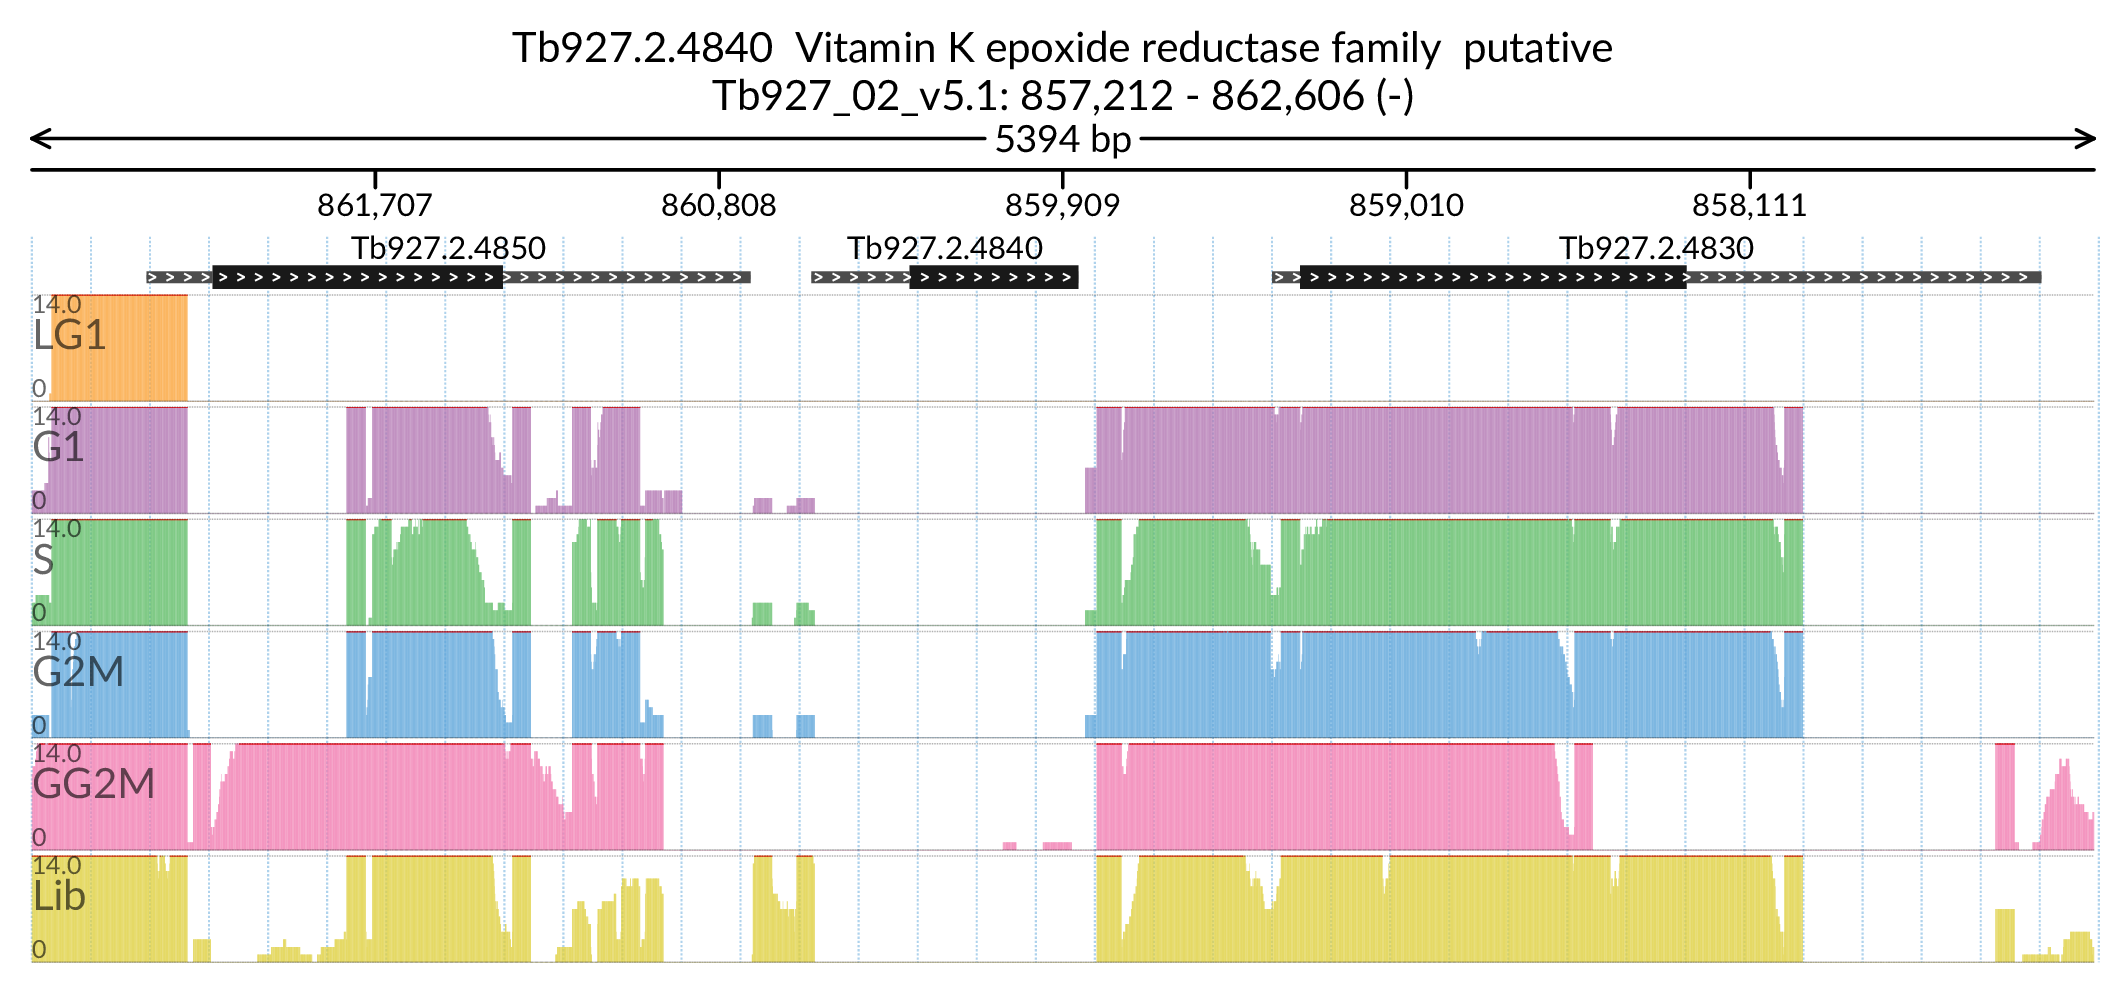 Tb927.2.4840  Vitamin K epoxide reductase family  putative
Tb927_02_v5.1: 857,212 - 862,606 (-)
5394 bp
861,707 860,808 859,909 859,010 858,111
Tb927.2.4850 Tb927.2.4840 Tb927.2.4830
14.0
LG1
0
14.0
G1
0
14.0
S
0
14.0
G2M
0
14.0
GG2M
0
14.0
Lib
0